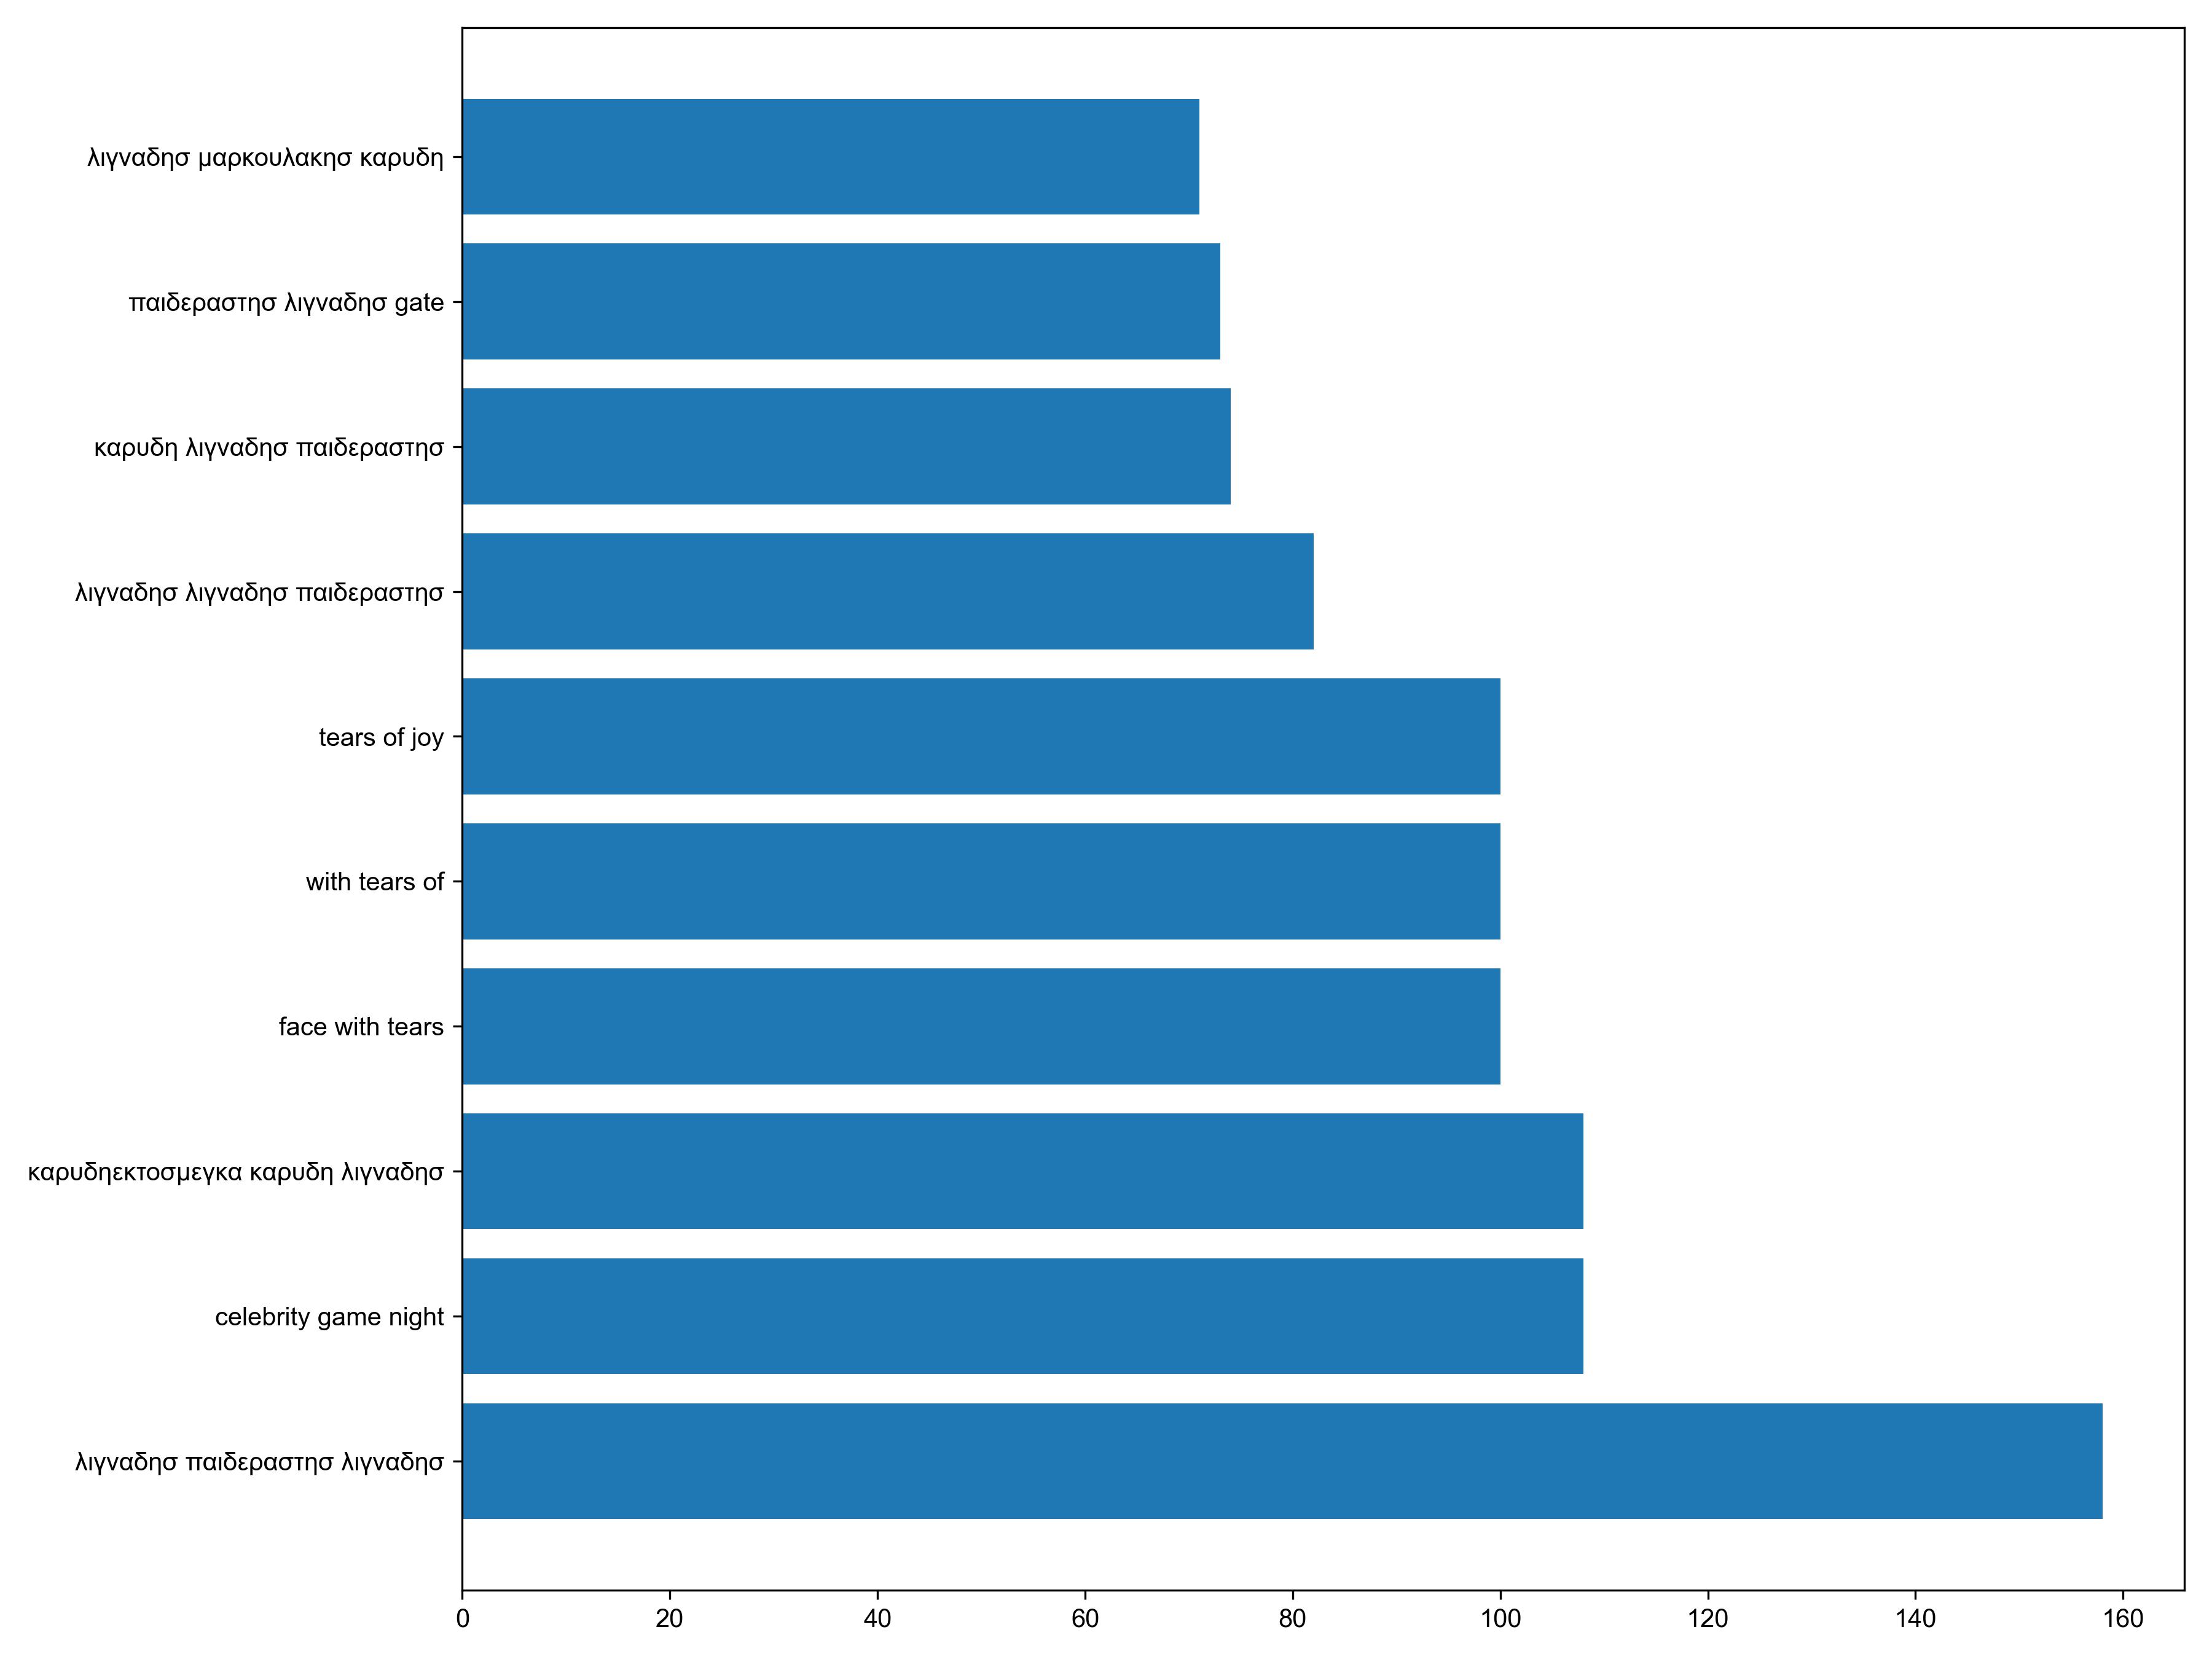 λιγναδησ μαρκουλακησ καρυδη
παιδεραστησ λιγναδησ gate
καρυδη λιγναδησ παιδεραστησ
λιγναδησ λιγναδησ παιδεραστησ
tears of joy
with tears of
face with tears
καρυδηεκτοσμεγκα καρυδη λιγναδησ
celebrity game night
λιγναδησ παιδεραστησ λιγναδησ
0 20 40 60 80 100 120 140 160